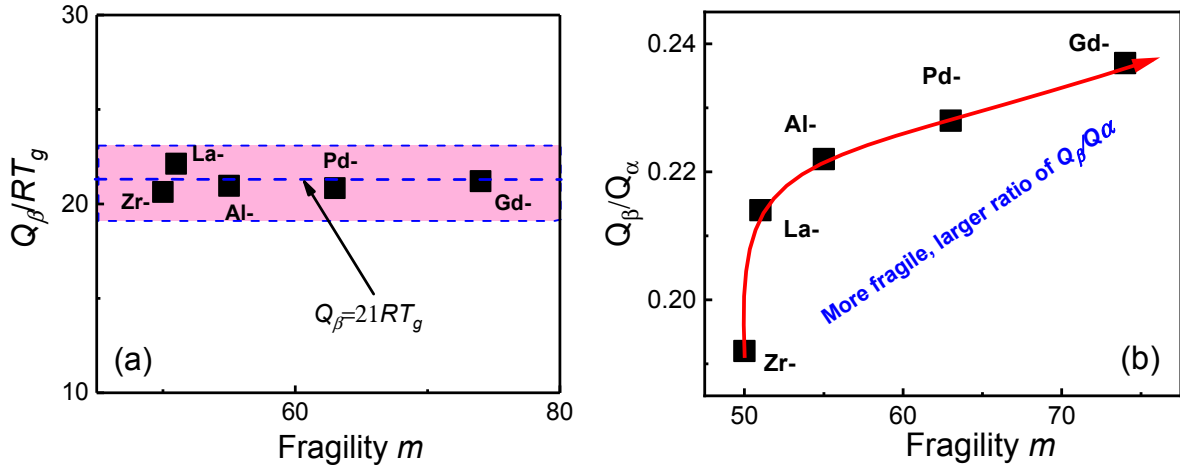 30
20
10
Q_β/RT_g
La-
Pd-
Zr-
Al-
Gd-
Q_β=21RT_g
(a)
60
80
Fragility m
0.24
0.22
0.20
Q_β/Q_α
Gd-
Pd-
Al-
La-
More fragile, larger ratio of Q_β/Qα
Zr-
(b)
50
60
70
Fragility m